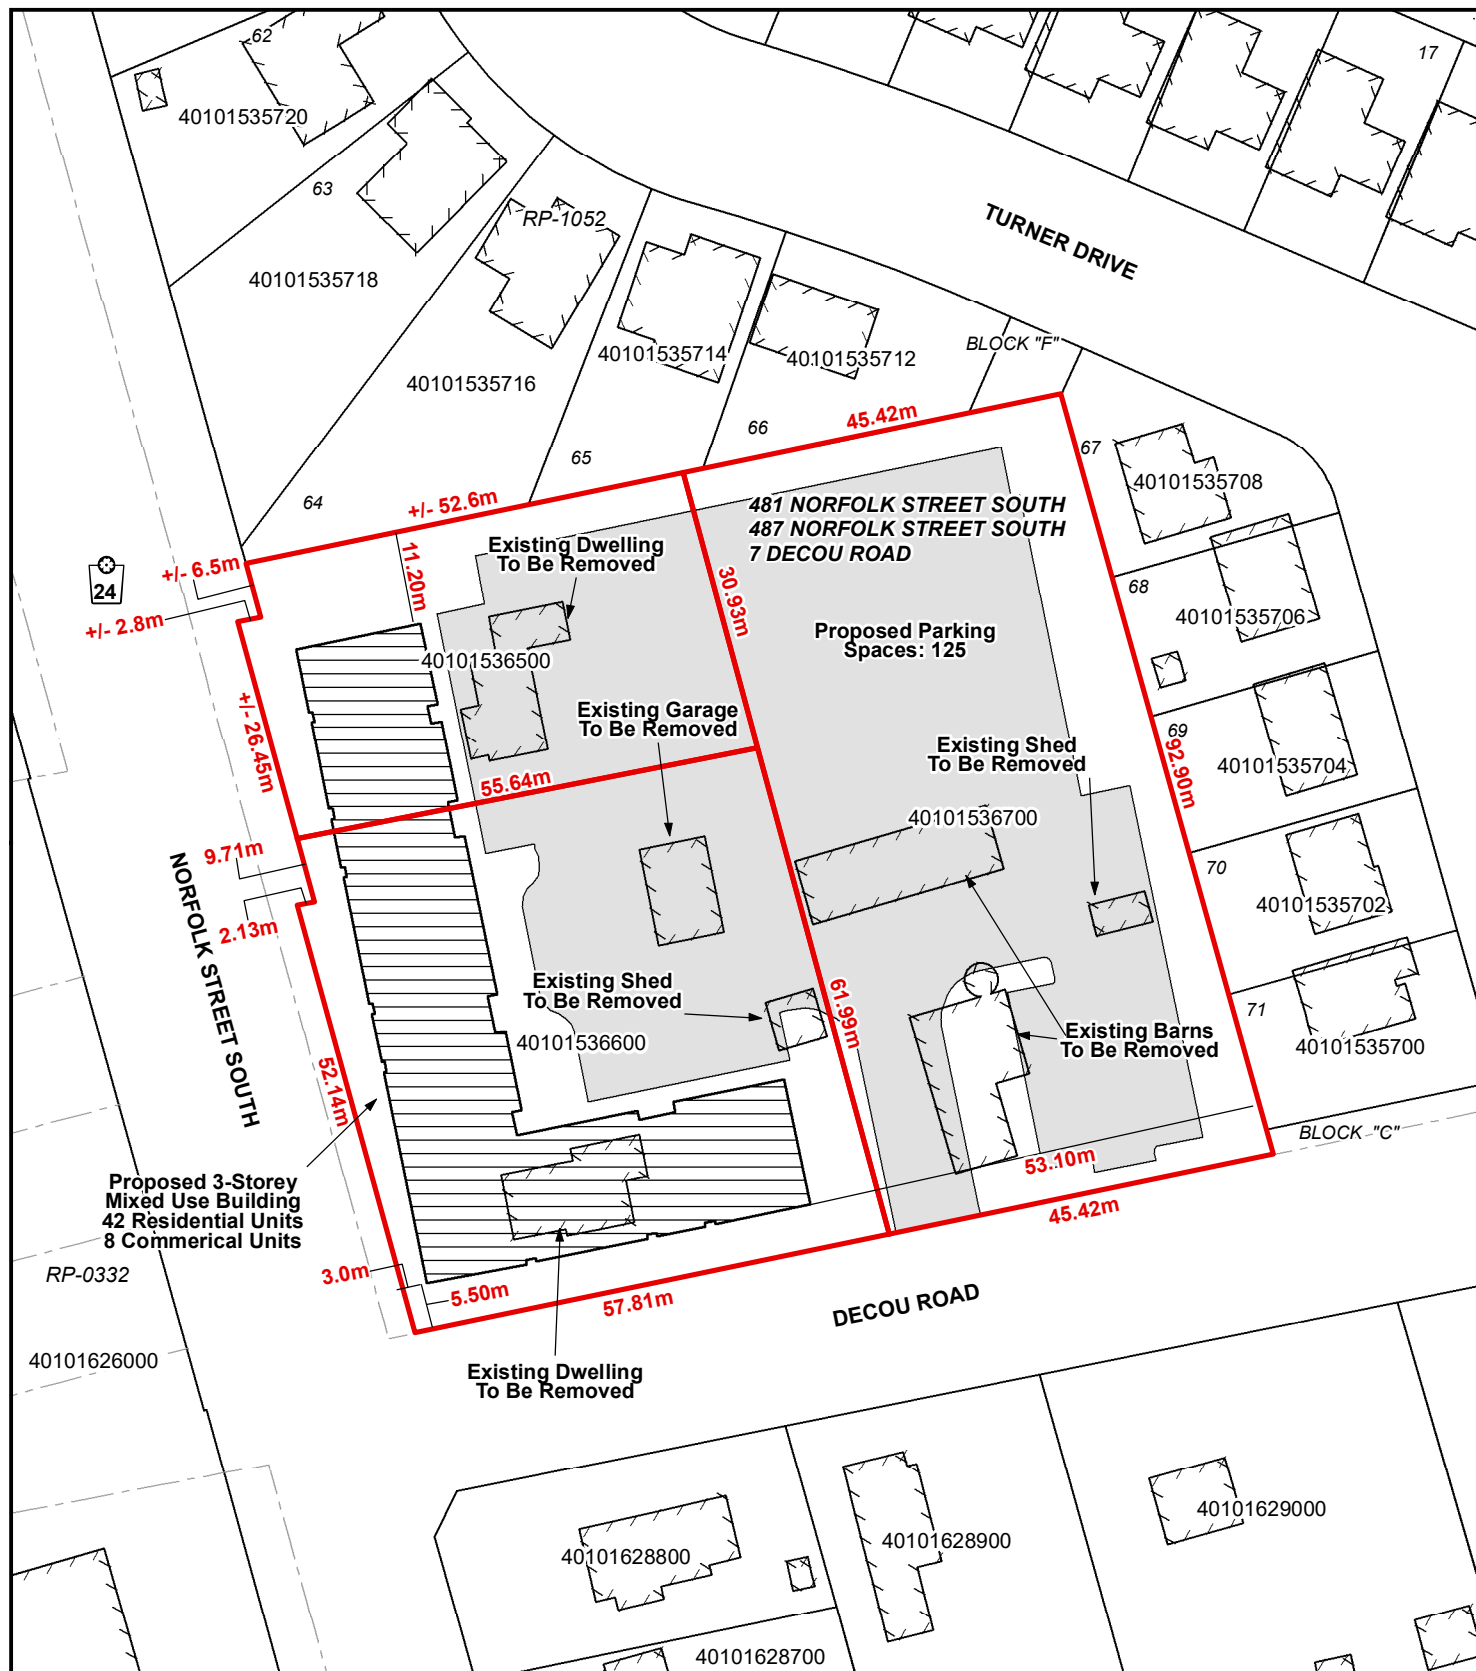 62
17
40101535720
63
RP-1052
TURNER DRIVE
40101535718
40101535714
40101535712
BLOCK "F"
40101535716
45.42m
66
67
65
40101535708
64
+/- 52.6m
481 NORFOLK STREET SOUTH
487 NORFOLK STREET SOUTH
7 DECOU ROAD
Existing Dwelling
To Be Removed
11.20m
+/- 6.5m
24
30.93m
68
+/- 2.8m
40101535706
Proposed Parking
Spaces: 125
40101536500
+/- 26.45m
Existing Garage
To Be Removed
69
Existing Shed
To Be Removed
92.90m
40101535704
55.64m
40101536700
9.71m
70
NORFOLK STREET SOUTH
40101535702
2.13m
Existing Shed
To Be Removed
61.99m
71
40101536600
Existing Barns
To Be Removed
40101535700
52.14m
BLOCK "C"
53.10m
Proposed 3-Storey
Mixed Use Building
42 Residential Units
8 Commerical Units
45.42m
RP-0332
3.0m
5.50m
57.81m
DECOU ROAD
40101626000
Existing Dwelling
To Be Removed
40101629000
40101628900
40101628800
40101628700